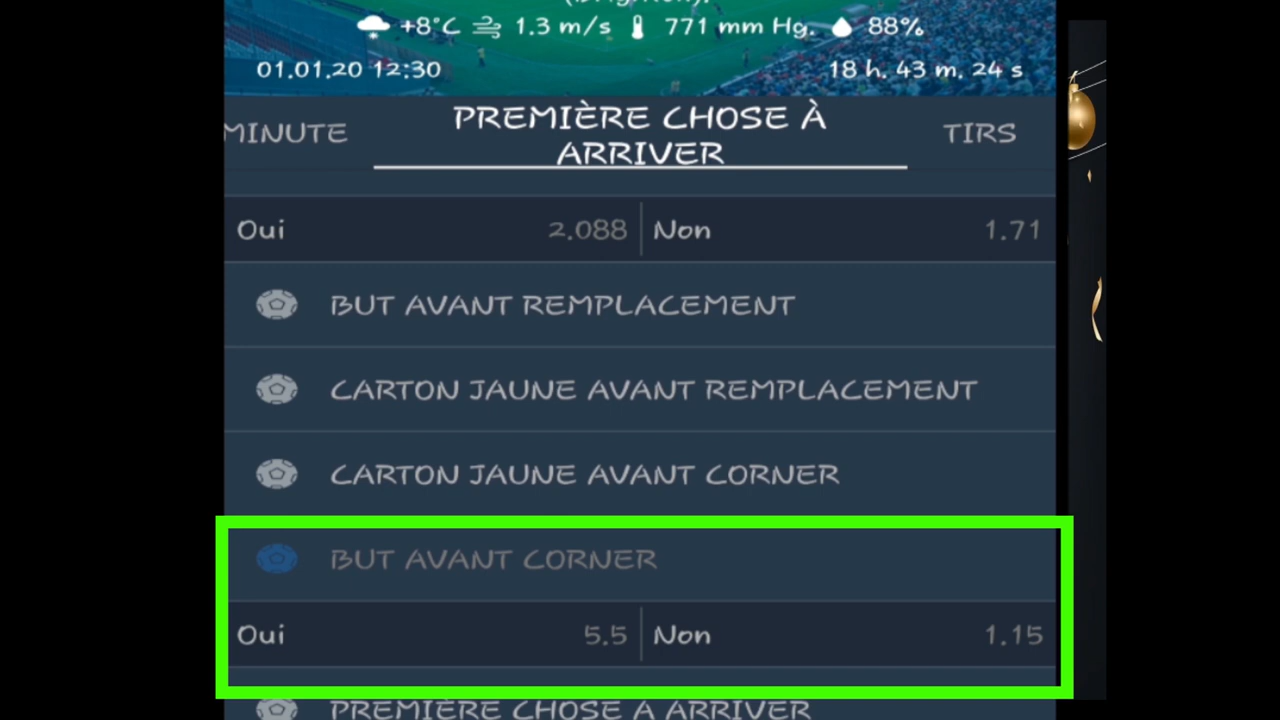 +8°C 1.3 m/s 771 mm Hg. 88%
01.01.20 12:30 18 h. 43 m. 24 s
MINUTE PREMIÈRE CHOSE À ARRIVER TIRS
Oui 2.088 Non 1.71
BUT AVANT REMPLACEMENT
CARTON JAUNE AVANT REMPLACEMENT
CARTON JAUNE AVANT CORNER
BUT AVANT CORNER
Oui 5.5 Non 1.15
PREMIÈRE CHOSE À ARRIVER